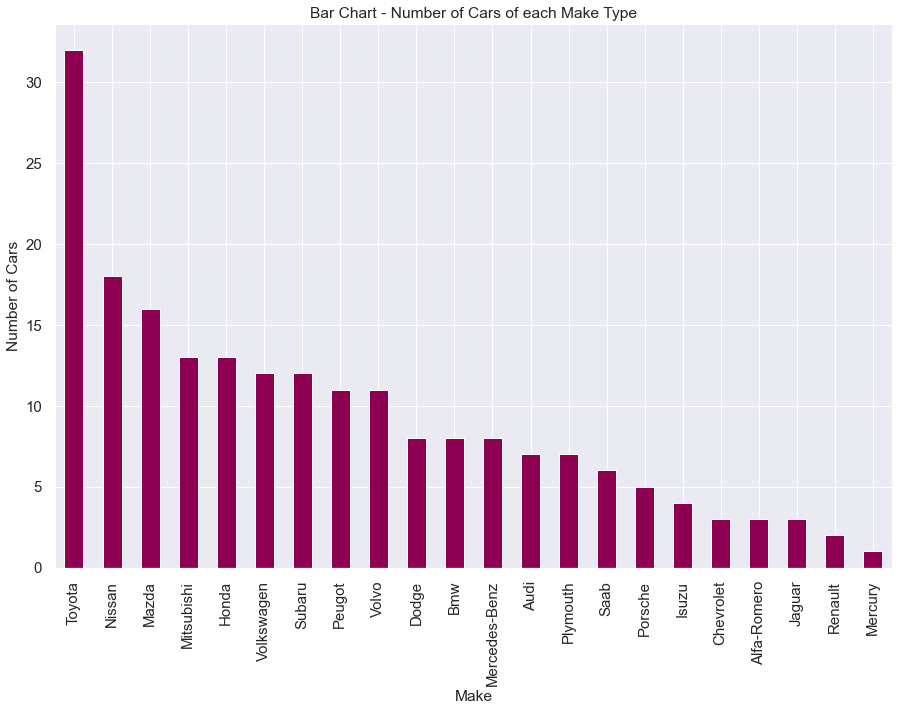 Bar Chart - Number of Cars of each Make Type
Number of Cars
30
25
20
15
10
5
0
Toyota
Nissan
Mazda
Mitsubishi
Honda
Volkswagen
Subaru
Peugot
Volvo
Dodge
Bmw
Mercedes-Benz
Audi
Plymouth
Saab
Porsche
Isuzu
Chevrolet
Alfa-Romero
Jaguar
Renault
Mercury
Make